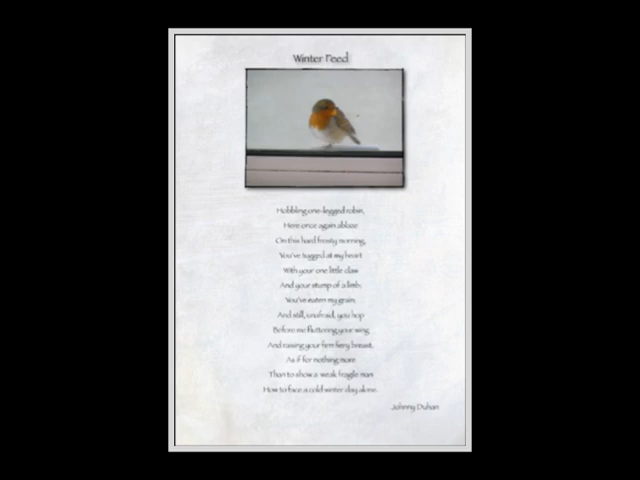 Winter Feed
Hobbling one-legged robin,
Here once again ablaze
On this hard frosty morning,
You've tugged at my heart
With your one little claw
And your stump of a limb;
You've eaten my grain,
And still, unafraid, you hop
Before me fluttering your wing
And raising your firm fiery breast,
As if for nothing more
Than to show a weak fragile man
How to face a cold winter day alone.
Johnny Duhan